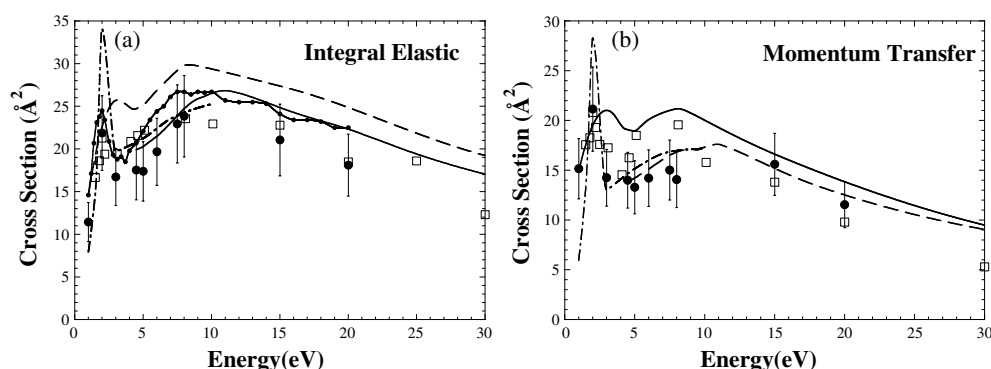 (a)
Integral Elastic
35
30
25
20
15
10
5
0
Cross Section (Å²)
0 5 10 15 20 25 30
Energy(eV)
(b)
Momentum Transfer
30
25
20
15
10
5
0
Cross Section (Å²)
0 5 10 15 20 25 30
Energy(eV)